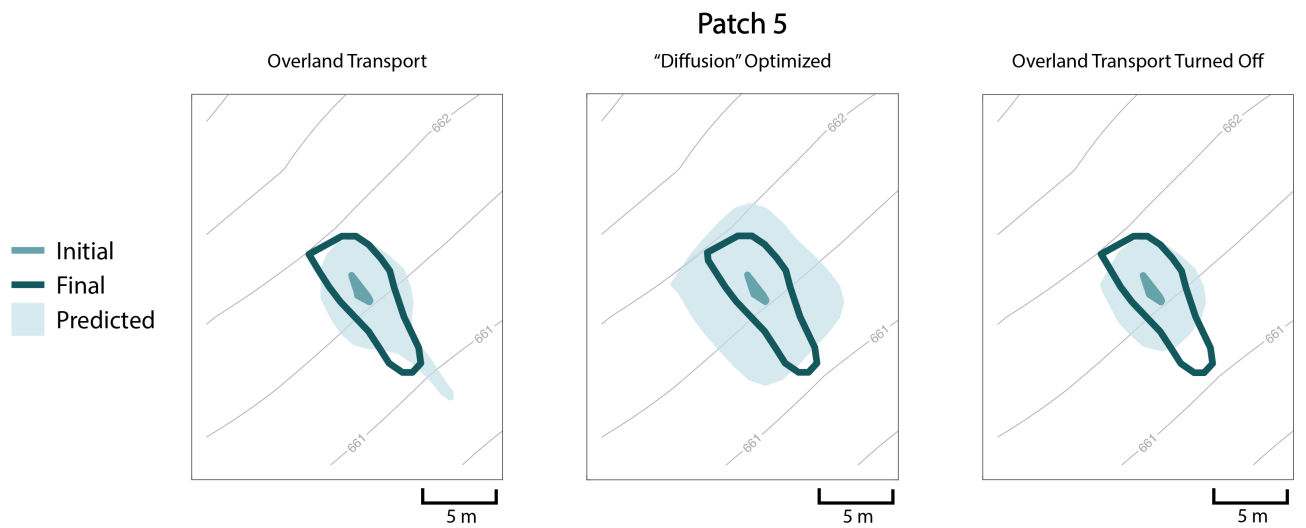 Patch 5
Overland Transport
“Diffusion” Optimized
Overland Transport Turned Off
Initial
Final
Predicted
662
661
661
5 m
662
661
661
5 m
662
661
661
5 m